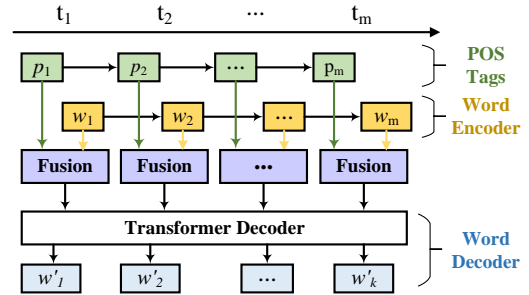 t₁ t₂ ... tₘ
p₁ p₂ ... pₘ POS Tags
w₁ w₂ ... wₘ Word Encoder
Fusion Fusion ... Fusion
Transformer Decoder
w'₁ w'₂ ... w'ₖ Word Decoder